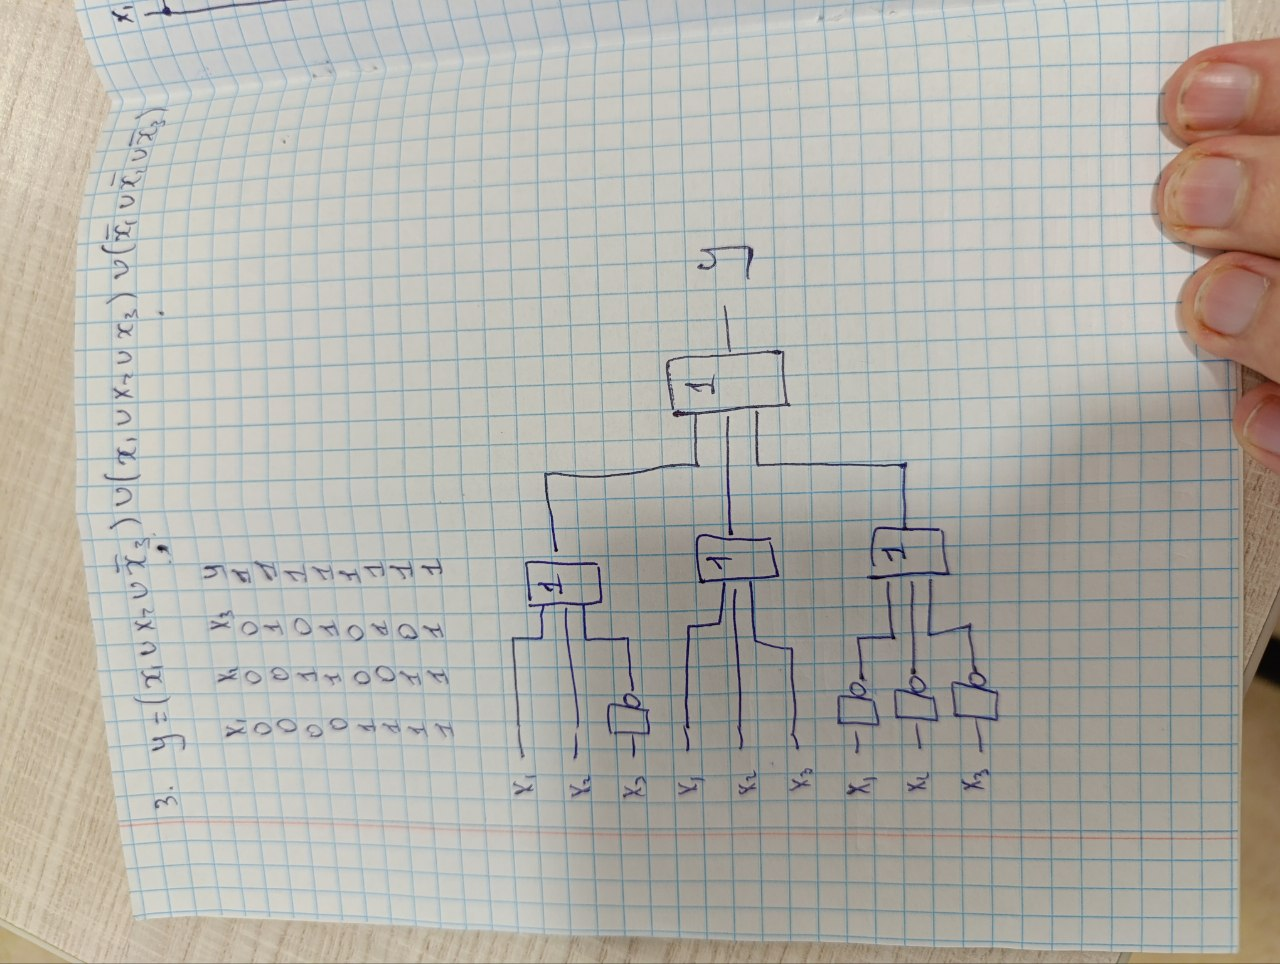 x₁
3. y = (x₁ ∪ x₂ ∪ x̄₃) ∪ (x₁ ∪ x₂ ∪ x₃) ∪ (x̄₁ ∪ x̄₁ ∪ x̄₃)
x₁ x₂ x₃ y
0 0 0 1
0 0 1 1
0 1 0 1
0 1 1 1
1 0 0 1
1 0 1 1
1 1 0 1
1 1 1 1
x₁
x₂ 1
x₃
x₁
x₂ 1 1 y
x₃
x₁
x₂ 1
x₃